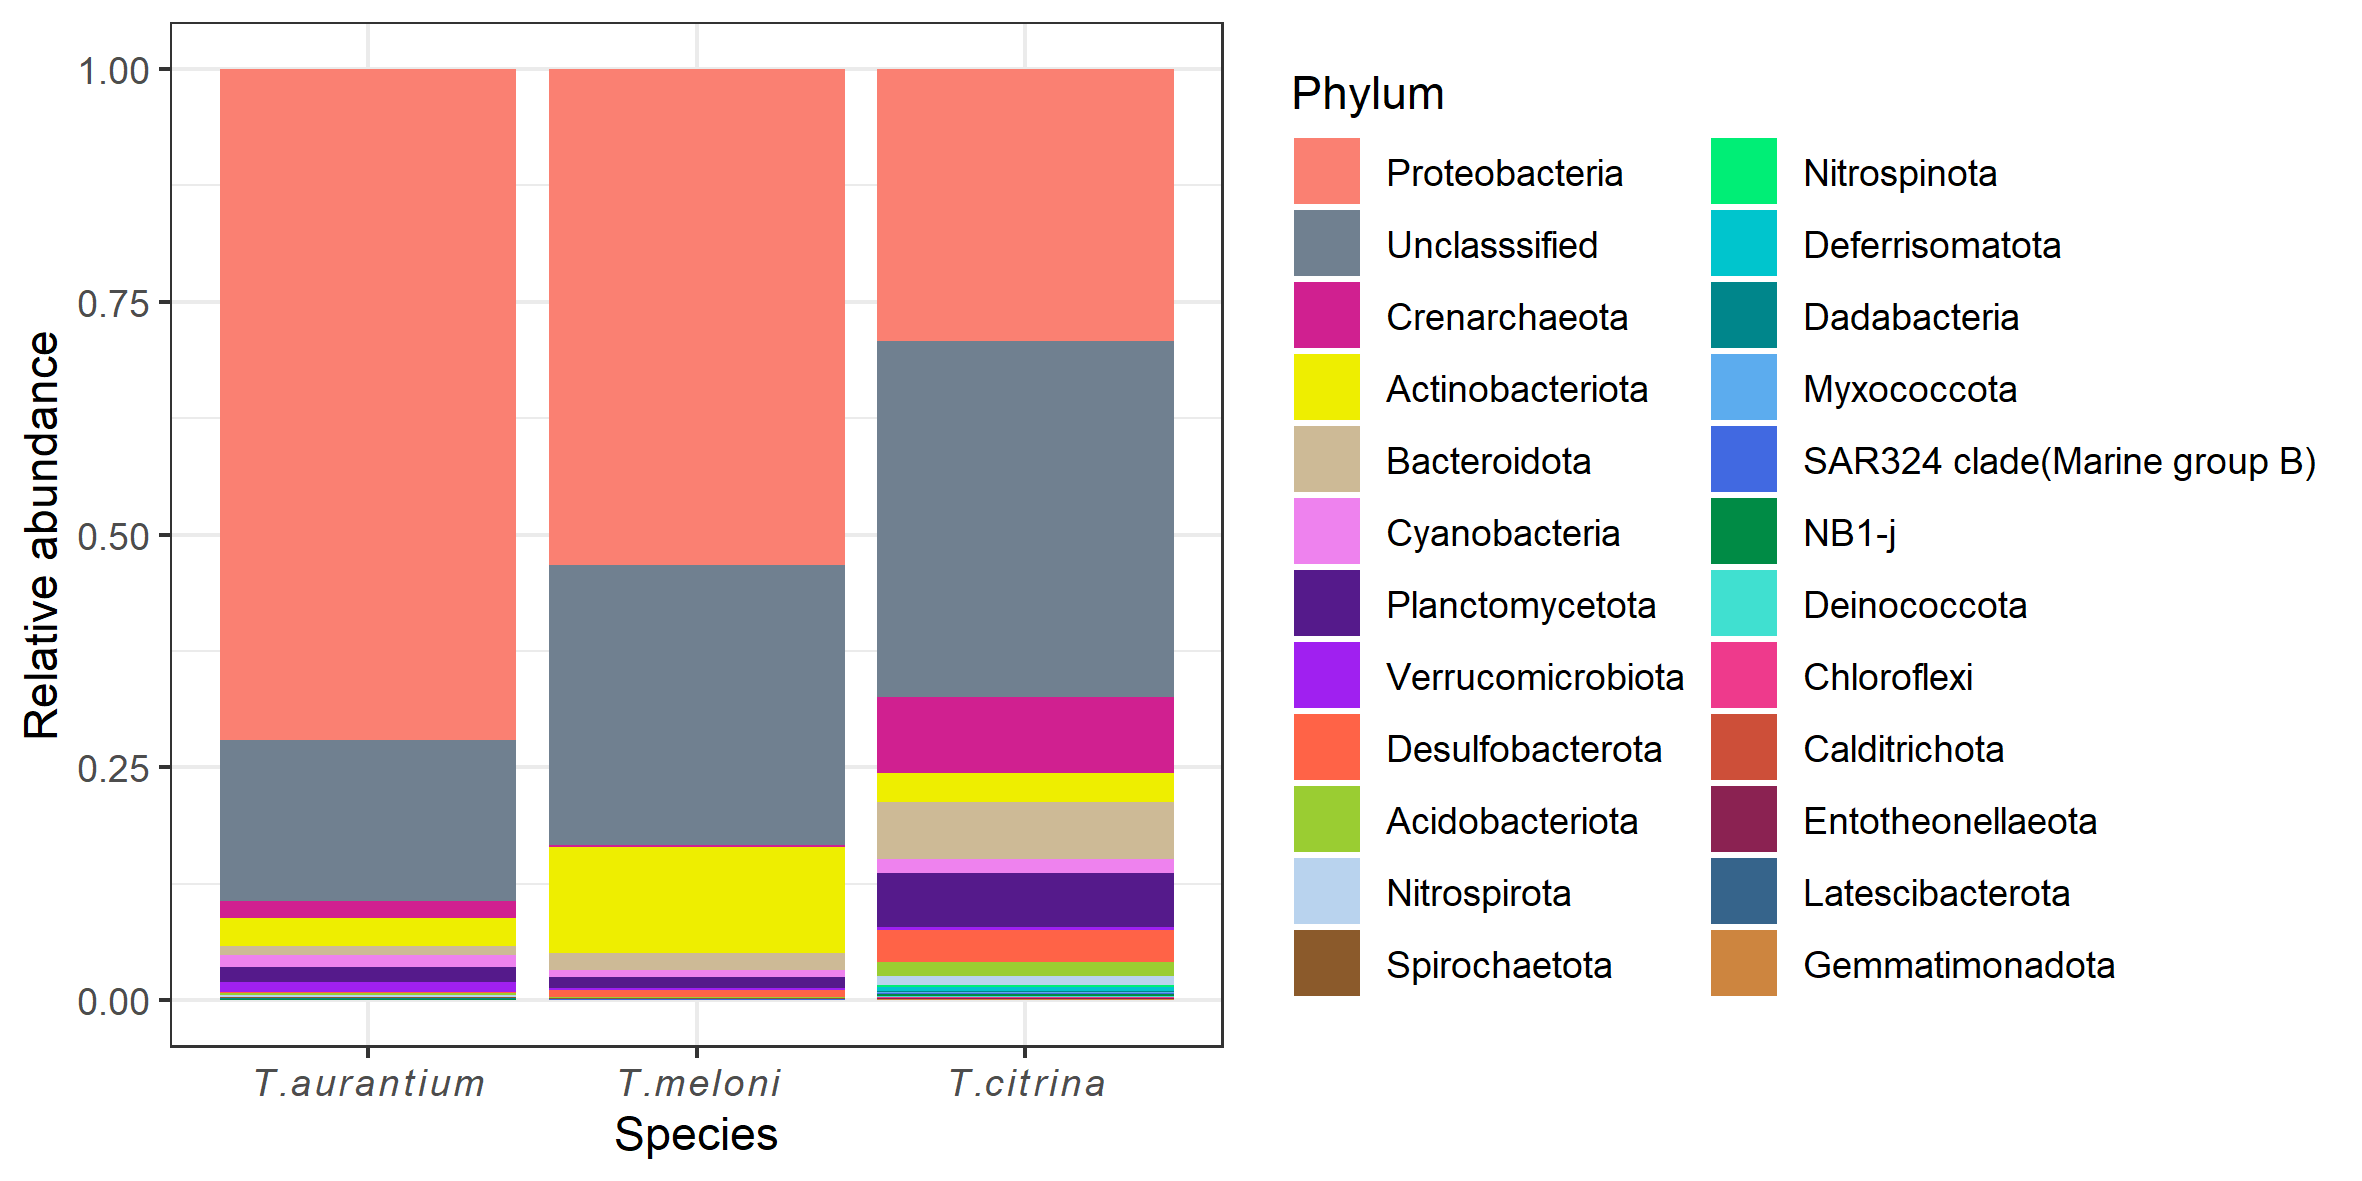 1.00
0.75
0.50
0.25
0.00
Relative abundance
T.aurantium
T.meloni
T.citrina
Species
Phylum
Proteobacteria
Unclasssified
Crenarchaeota
Actinobacteriota
Bacteroidota
Cyanobacteria
Planctomycetota
Verrucomicrobiota
Desulfobacterota
Acidobacteriota
Nitrospirota
Spirochaetota
Nitrospinota
Deferrisomatota
Dadabacteria
Myxococcota
SAR324 clade(Marine group B)
NB1-j
Deinococcota
Chloroflexi
Calditrichota
Entotheonellaeota
Latescibacterota
Gemmatimonadota